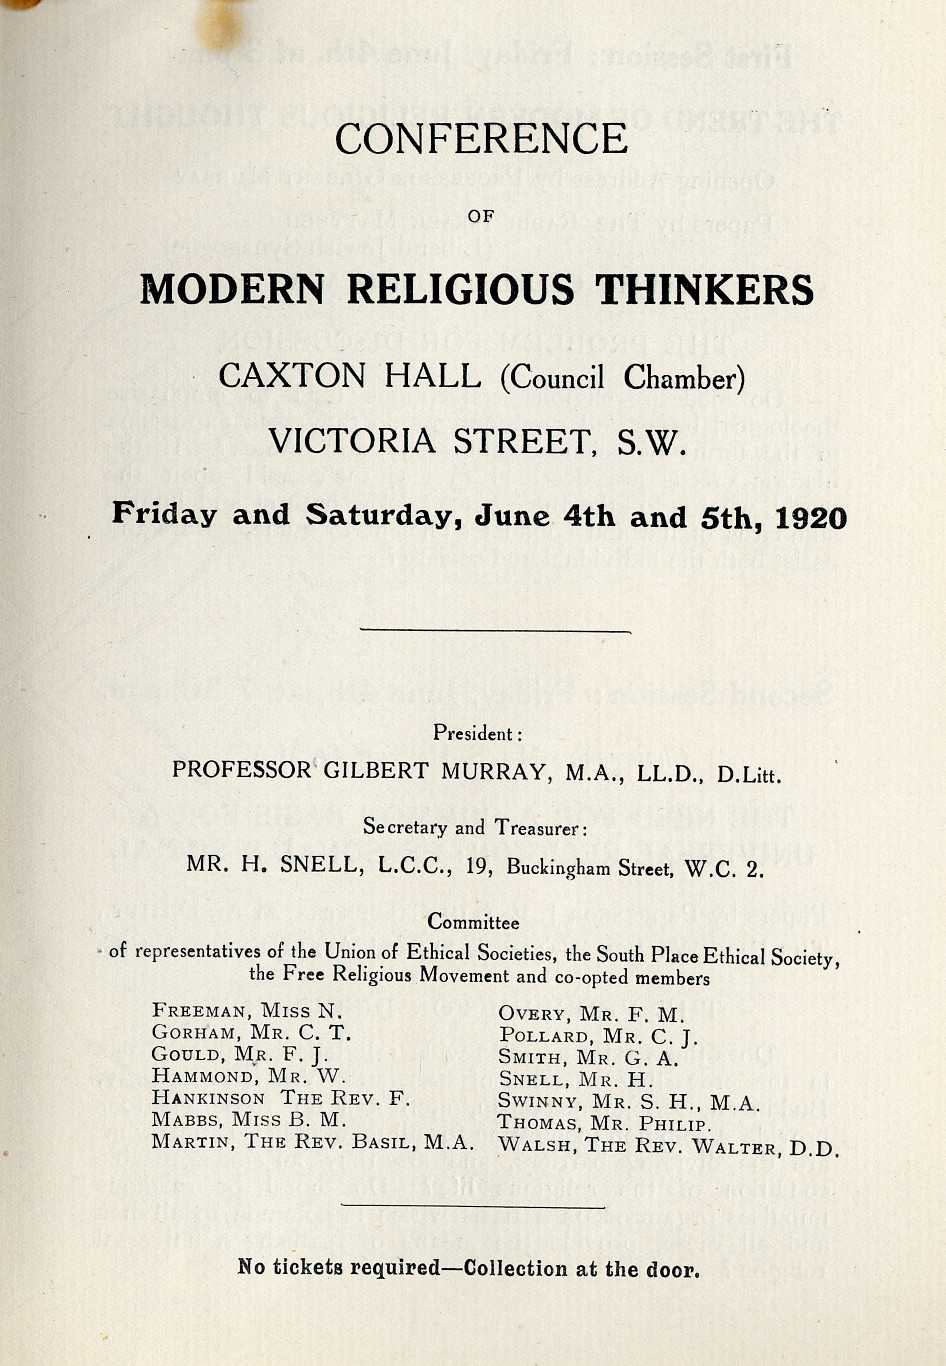 CONFERENCE
OF
MODERN RELIGIOUS THINKERS
CAXTON HALL (Council Chamber)
VICTORIA STREET, S.W.
Friday and Saturday, June 4th and 5th, 1920
President:
PROFESSOR GILBERT MURRAY, M.A., LL.D., D.Litt.
Secretary and Treasurer:
MR. H. SNELL, L.C.C., 19, Buckingham Street, W.C. 2.
Committee
of representatives of the Union of Ethical Societies, the South Place Ethical Society,
the Free Religious Movement and co-opted members
FREEMAN, MISS N.
GORHAM, MR. C. T.
GOULD, MR. F. J.
HAMMOND, MR. W.
HANKINSON THE REV. F.
MABBS, MISS B. M.
MARTIN, THE REV. BASIL, M.A.
OVERY, MR. F. M.
POLLARD, MR. C. J.
SMITH, MR. G. A.
SNELL, MR. H.
SWINNY, MR. S. H., M.A.
THOMAS, MR. PHILIP.
WALSH, THE REV. WALTER, D.D.
No tickets required—Collection at the door.